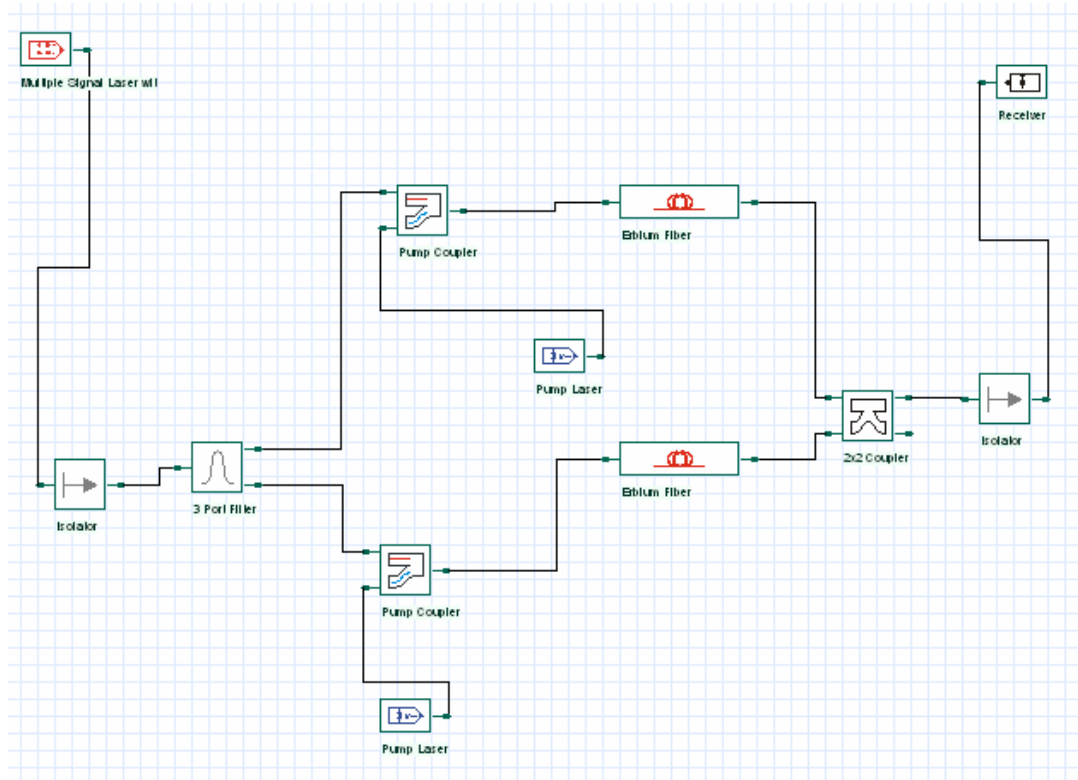 Multiple Signal Laser wit
Receiver
Pump Coupler
Erbium Fiber
Pump Laser
2x2 Coupler
Isolator
3 Port Filter
Isolator
Erbium Fiber
Pump Coupler
Pump Laser